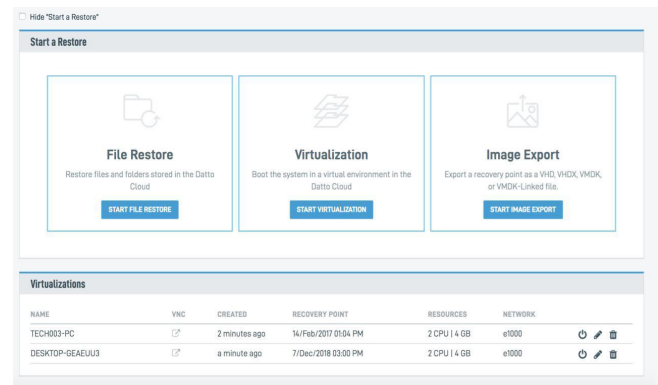 Hide "Start a Restore"
Start a Restore
File Restore
Restore files and folders stored in the Datto
Cloud
START FILE RESTORE
Virtualization
Boot the system in a virtual environment in the
Datto Cloud
START VIRTUALIZATION
Image Export
Export a recovery point as a VHD, VHDX, VMDK,
or VMDK-Linked file.
START IMAGE EXPORT
Virtualizations
NAME VNC CREATED RECOVERY POINT RESOURCES NETWORK
TECH003-PC 2 minutes ago 14/Feb/2017 01:04 PM 2 CPU | 4 GB e1000
DESKTOP-GEAEUU3 a minute ago 7/Dec/2018 03:00 PM 2 CPU | 4 GB e1000